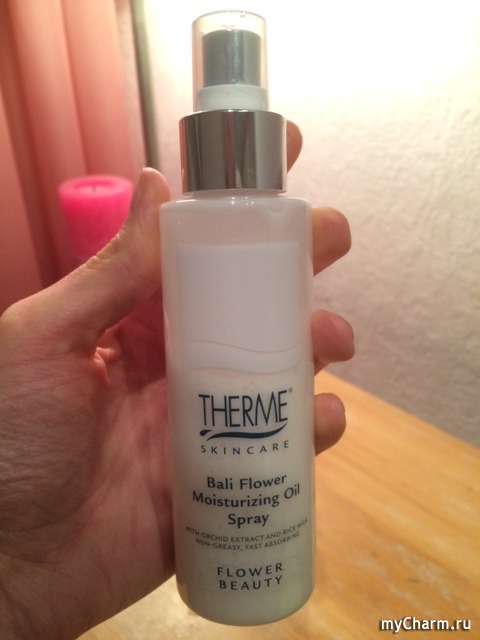 THERME®
SKINCARE
Bali Flower
Moisturizing Oil
Spray
WITH ORCHID EXTRACT AND RICE MILK
NON-GREASY, FAST ABSORBING
FLOWER
BEAUTY
myCharm.ru